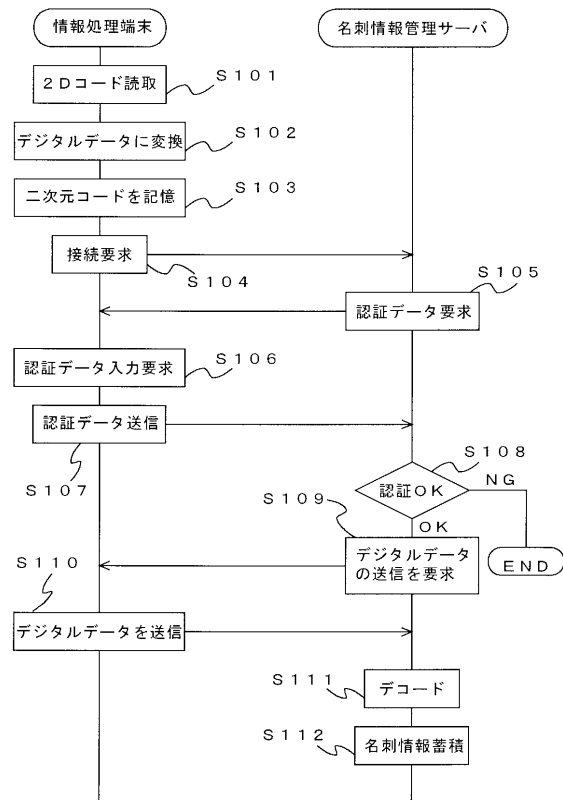 情報処理端末
名刺情報管理サーバ
2Dコード読取
S101
デジタルデータに変換
S102
二次元コードを記憶
S103
接続要求
S104
認証データ要求
S105
認証データ入力要求
S106
認証データ送信
S107
認証OK
S108
NG
OK
END
デジタルデータ
の送信を要求
S109
デジタルデータを送信
S110
デコード
S111
名刺情報蓄積
S112